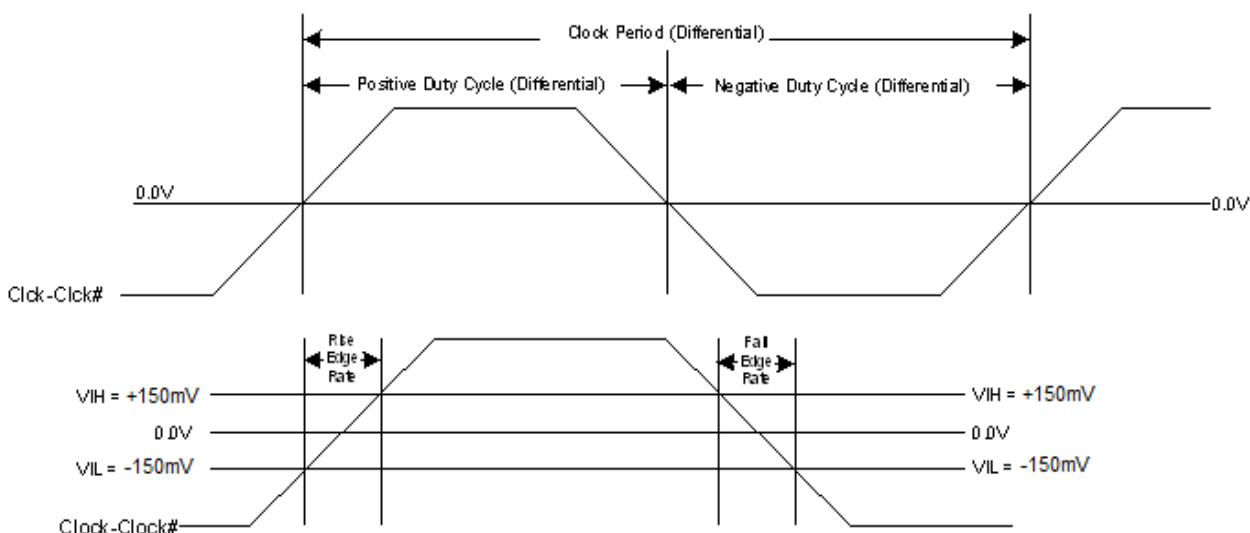 Clock Period (Differential)
Positive Duty Cycle (Differential)
Negative Duty Cycle (Differential)
0.0V
0.0V
Clck-Clck#
Rise
Edge
Rate
Fall
Edge
Rate
VIH = +150mV
VIH = +150mV
0.0V
0.0V
VIL = -150mV
VIL = -150mV
Clock-Clock#